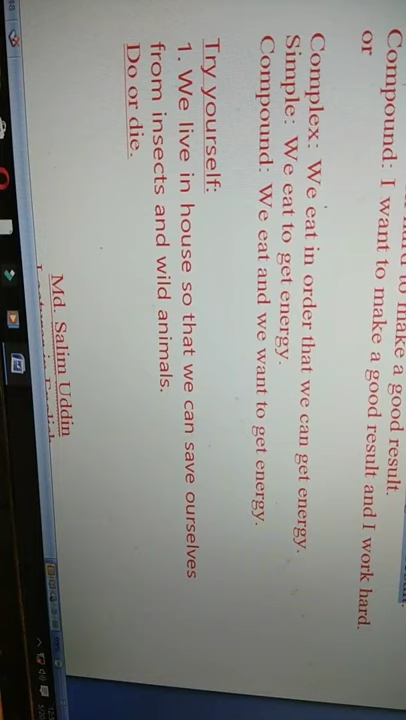 to make a good result.
Compound: I want to make a good result and I work hard.
or
Complex: We eat in order that we can get energy.
Simple: We eat to get energy.
Compound: We eat and we want to get energy.
Try yourself:
1. We live in house so that we can save ourselves
from insects and wild animals.
Do or die.
Md. Salim Uddin